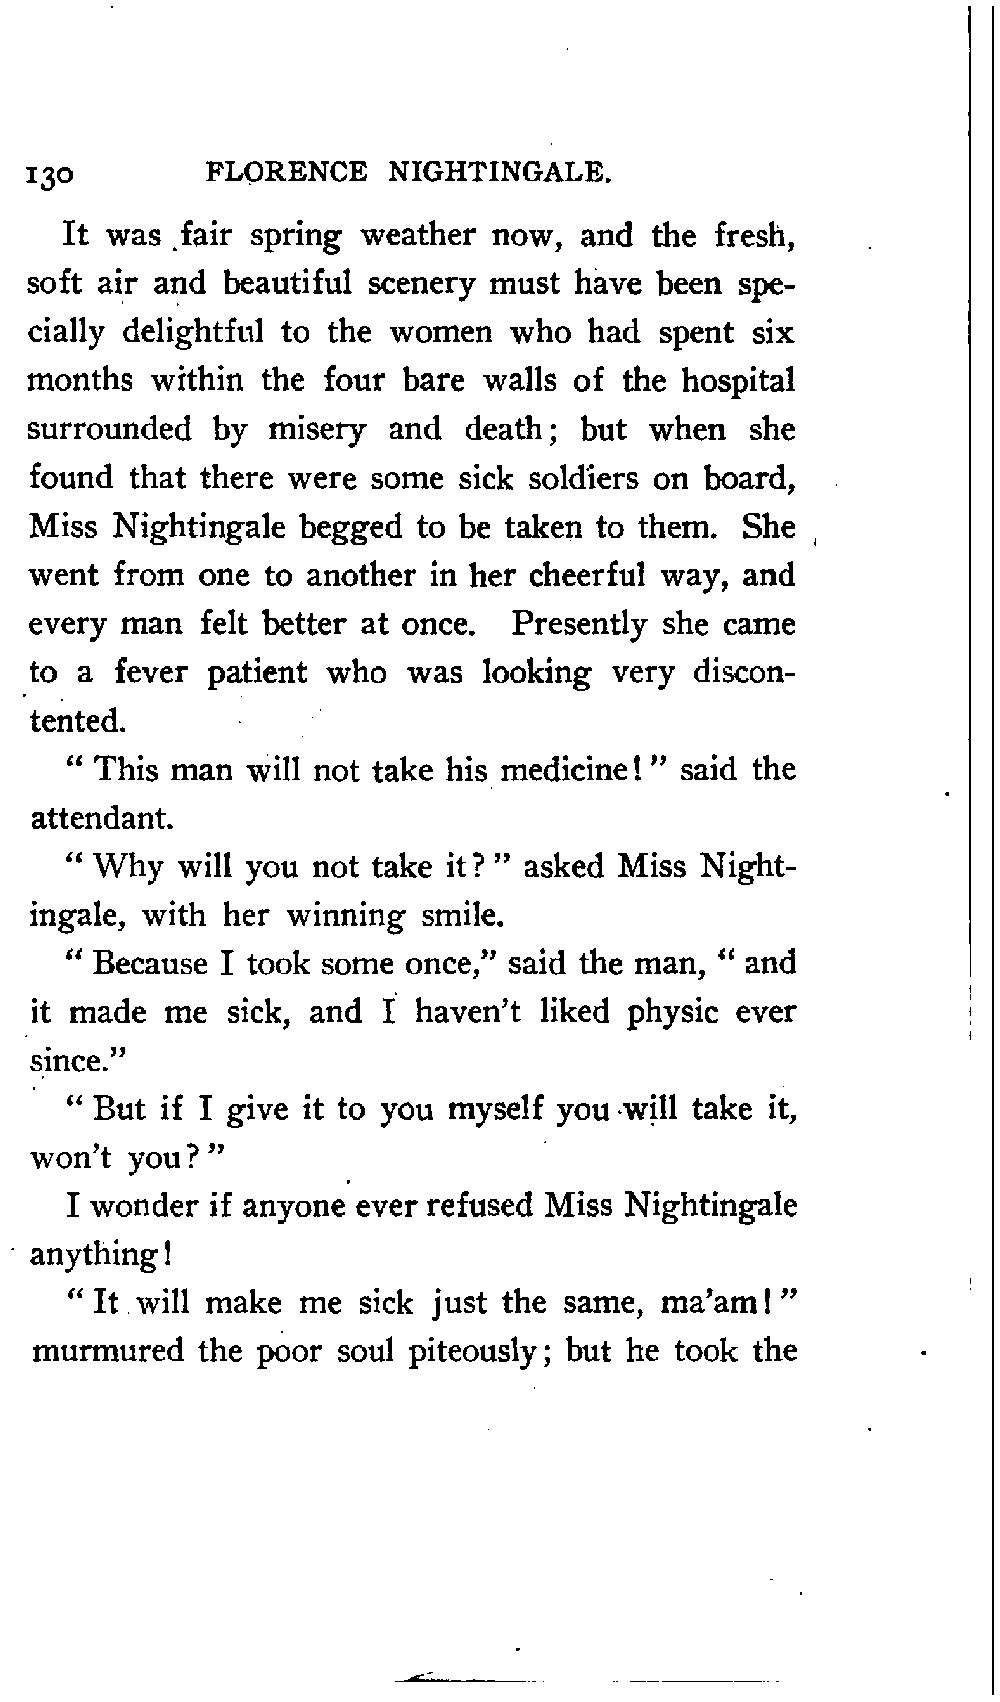 130 FLORENCE NIGHTINGALE.
It was fair spring weather now, and the fresh,
soft air and beautiful scenery must have been spe-
cially delightful to the women who had spent six
months within the four bare walls of the hospital
surrounded by misery and death; but when she
found that there were some sick soldiers on board,
Miss Nightingale begged to be taken to them. She
went from one to another in her cheerful way, and
every man felt better at once. Presently she came
to a fever patient who was looking very discon-
tented.
“ This man will not take his medicine! ” said the
attendant.
“ Why will you not take it? ” asked Miss Night-
ingale, with her winning smile.
“ Because I took some once,” said the man, “ and
it made me sick, and I haven't liked physic ever
since.”
“ But if I give it to you myself you will take it,
won't you? ”
I wonder if anyone ever refused Miss Nightingale
anything!
“ It will make me sick just the same, ma'am! ”
murmured the poor soul piteously; but he took the